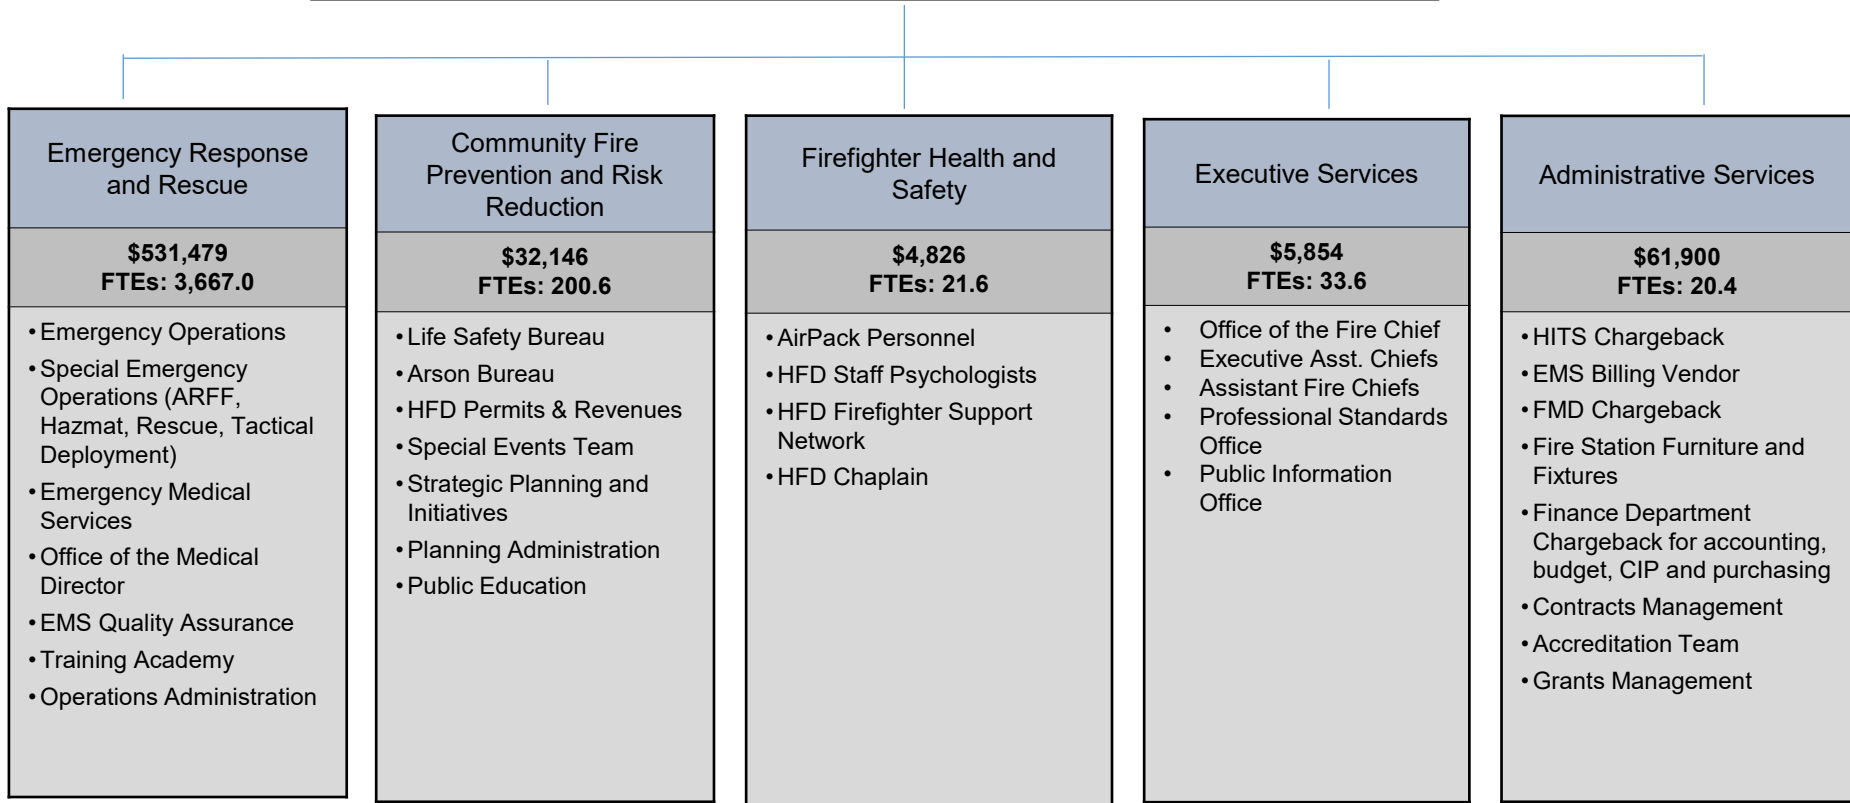 Emergency Response
and Rescue
$531,479
FTEs: 3,667.0
•Emergency Operations
•Special Emergency
Operations (ARFF,
Hazmat, Rescue, Tactical
Deployment)
•Emergency Medical
Services
•Office of the Medical
Director
•EMS Quality Assurance
•Training Academy
•Operations Administration
Community Fire
Prevention and Risk
Reduction
$32,146
FTEs: 200.6
•Life Safety Bureau
•Arson Bureau
•HFD Permits & Revenues
•Special Events Team
•Strategic Planning and
Initiatives
•Planning Administration
•Public Education
Firefighter Health and
Safety
$4,826
FTEs: 21.6
•AirPack Personnel
•HFD Staff Psychologists
•HFD Firefighter Support
Network
•HFD Chaplain
Executive Services
$5,854
FTEs: 33.6
• Office of the Fire Chief
• Executive Asst. Chiefs
• Assistant Fire Chiefs
• Professional Standards
Office
• Public Information
Office
Administrative Services
$61,900
FTEs: 20.4
•HITS Chargeback
•EMS Billing Vendor
•FMD Chargeback
•Fire Station Furniture and
Fixtures
•Finance Department
Chargeback for accounting,
budget, CIP and purchasing
•Contracts Management
•Accreditation Team
•Grants Management